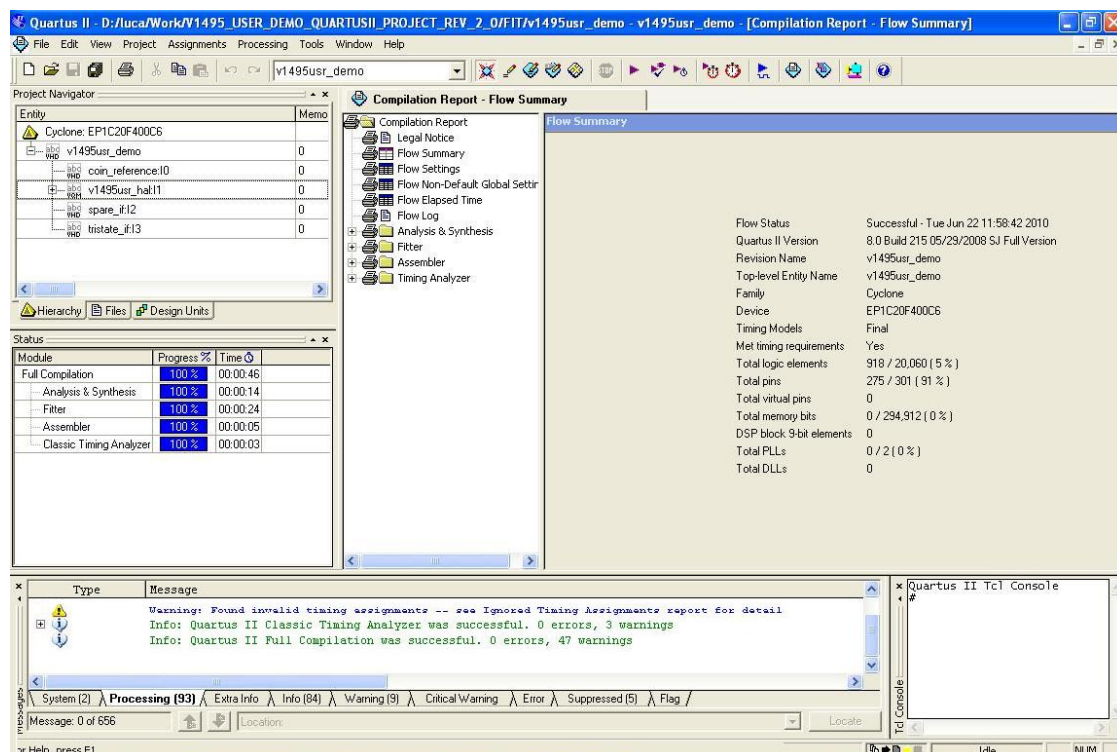 Quartus II - D:/luca/Work/V1495_USER_DEMO_QUARTUSII_PROJECT_REV_2_0/FIT/v1495usr_demo - v1495usr_demo - [Compilation Report - Flow Summary]
File Edit View Project Assignments Processing Tools Window Help
v1495usr_demo
Project Navigator
Entity Memo
Cyclone: EP1C20F400C6
v1495usr_demo 0
coin_reference:I0 0
v1495usr_hal:I1 0
spare_if:I2 0
tristate_if:I3 0
Hierarchy Files Design Units
Status
Module Progress % Time
Full Compilation 100 % 00:00:46
Analysis & Synthesis 100 % 00:00:14
Fitter 100 % 00:00:24
Assembler 100 % 00:00:05
Classic Timing Analyzer 100 % 00:00:03
Compilation Report - Flow Summary
Compilation Report
Legal Notice
Flow Summary
Flow Settings
Flow Non-Default Global Settir
Flow Elapsed Time
Flow Log
Analysis & Synthesis
Fitter
Assembler
Timing Analyzer
Flow Summary
Flow Status Successful - Tue Jun 22 11:58:42 2010
Quartus II Version 8.0 Build 215 05/29/2008 SJ Full Version
Revision Name v1495usr_demo
Top-level Entity Name v1495usr_demo
Family Cyclone
Device EP1C20F400C6
Timing Models Final
Met timing requirements Yes
Total logic elements 918 / 20,060 ( 5 % )
Total pins 275 / 301 ( 91 % )
Total virtual pins 0
Total memory bits 0 / 294,912 ( 0 % )
DSP block 9-bit elements 0
Total PLLs 0 / 2 ( 0 % )
Total DLLs 0
Type Message
Warning: Found invalid timing assignments -- see Ignored Timing Assignments report for detail
Info: Quartus II Classic Timing Analyzer was successful. 0 errors, 3 warnings
Info: Quartus II Full Compilation was successful. 0 errors, 47 warnings
System (2) Processing (93) Extra Info Info (84) Warning (9) Critical Warning Error Suppressed (5) Flag
Messages
Message: 0 of 656 Location: Locate
Quartus II Tcl Console
#
Tcl Console
or Help, press F1 Idle NUM